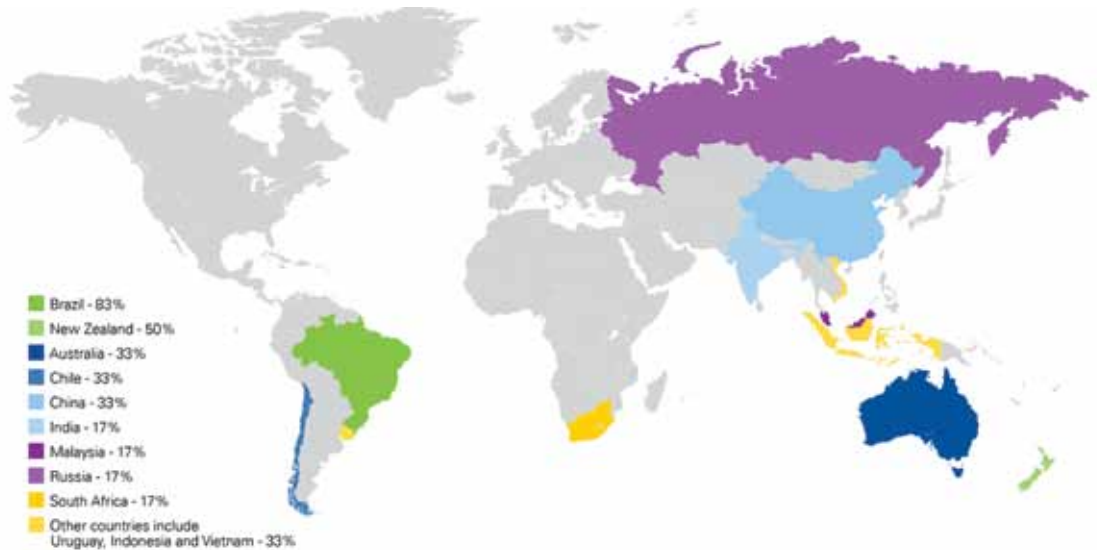 Brazil - 83%
New Zealand - 50%
Australia - 33%
Chile - 33%
China - 33%
India - 17%
Malaysia - 17%
Russia - 17%
South Africa - 17%
Other countries include
Uruguay, Indonesia and Vietnam - 33%